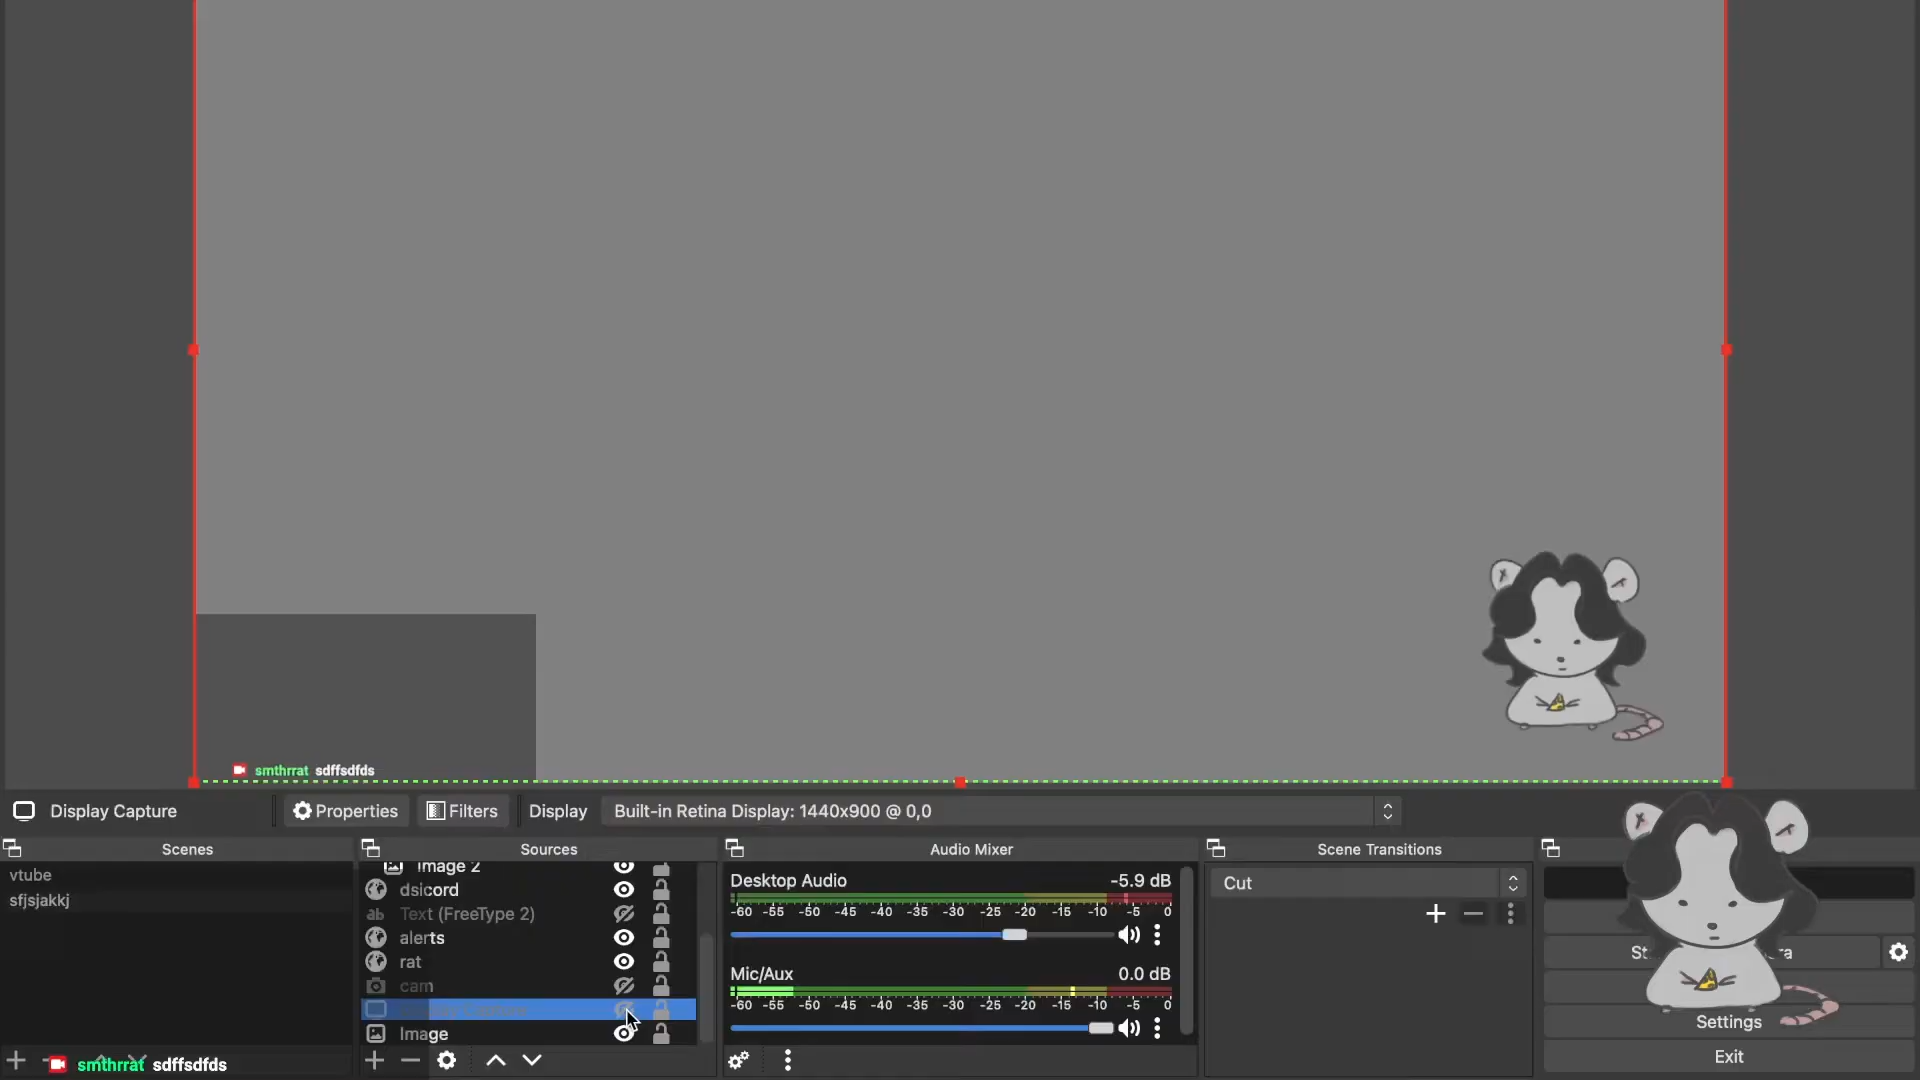 smthrrat sdffsdfds
Display Capture
Properties
Filters
Display
Built-in Retina Display: 1440x900 @ 0,0
Scenes
vtube
sfjsjakkj
Sources
Image 2
dsicord
ab Text (FreeType 2)
alerts
rat
cam
Image
Audio Mixer
Desktop Audio
-5.9 dB
-60 -55 -50 -45 -40 -35 -30 -25 -20 -15 -10 -5 0
Mic/Aux
0.0 dB
-60 -55 -50 -45 -40 -35 -30 -25 -20 -15 -10 -5 0
Scene Transitions
Cut
Settings
Exit
smthrrat sdffsdfds